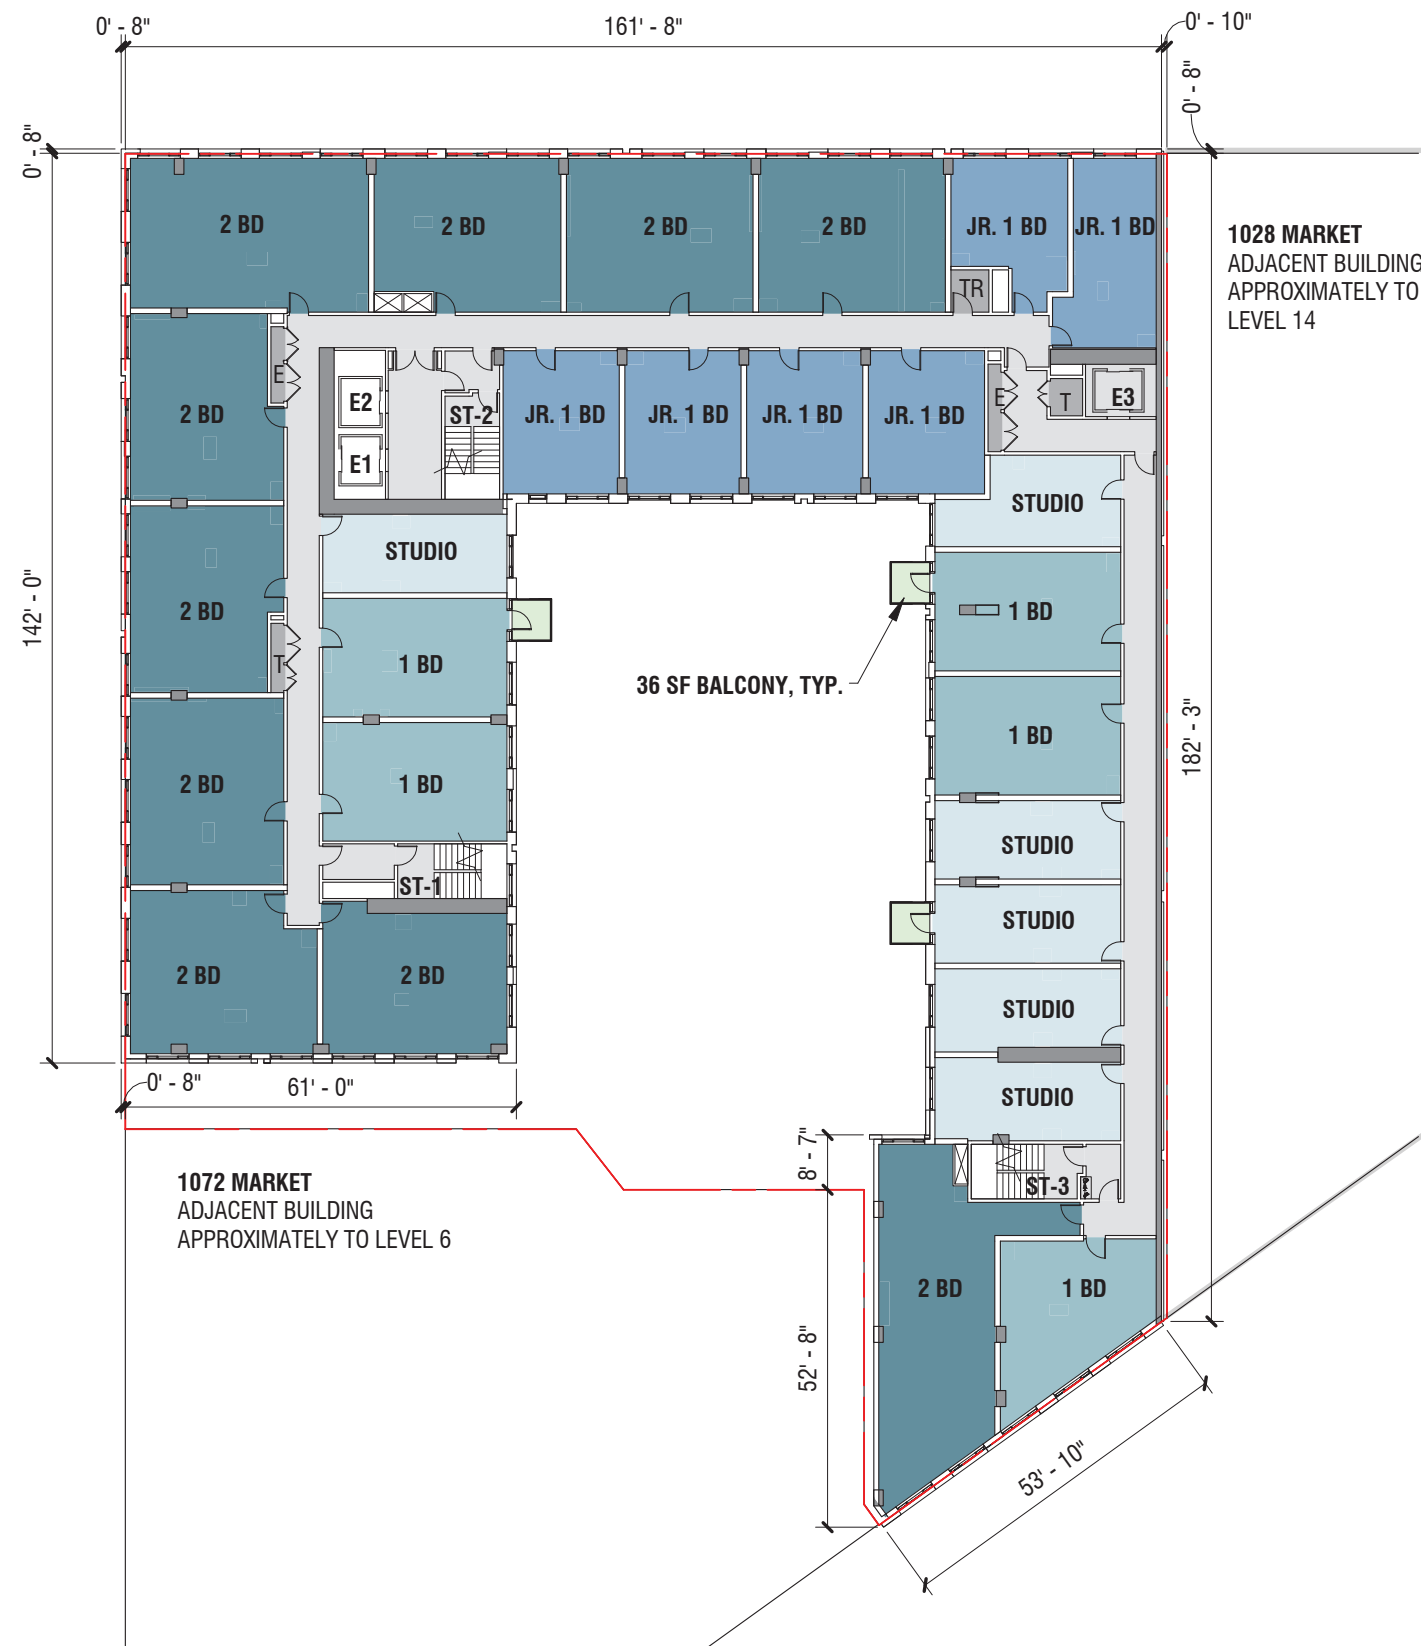 0' - 8"
161' - 8"
0' - 10"
0' - 8"
0' - 8"
2 BD
2 BD
2 BD
2 BD
JR. 1 BD
JR. 1 BD
1028 MARKET
ADJACENT BUILDING
APPROXIMATELY TO
LEVEL 14
TR
E
E2
ST-2
E
T
E3
2 BD
JR. 1 BD
JR. 1 BD
JR. 1 BD
JR. 1 BD
E1
STUDIO
STUDIO
142' - 0"
2 BD
1 BD
T
1 BD
36 SF BALCONY, TYP.
182' - 3"
2 BD
1 BD
1 BD
STUDIO
ST-1
STUDIO
2 BD
2 BD
STUDIO
0' - 8"
61' - 0"
STUDIO
8' - 7"
1072 MARKET
ADJACENT BUILDING
APPROXIMATELY TO LEVEL 6
ST-3
2 BD
1 BD
52' - 8"
53' - 10"